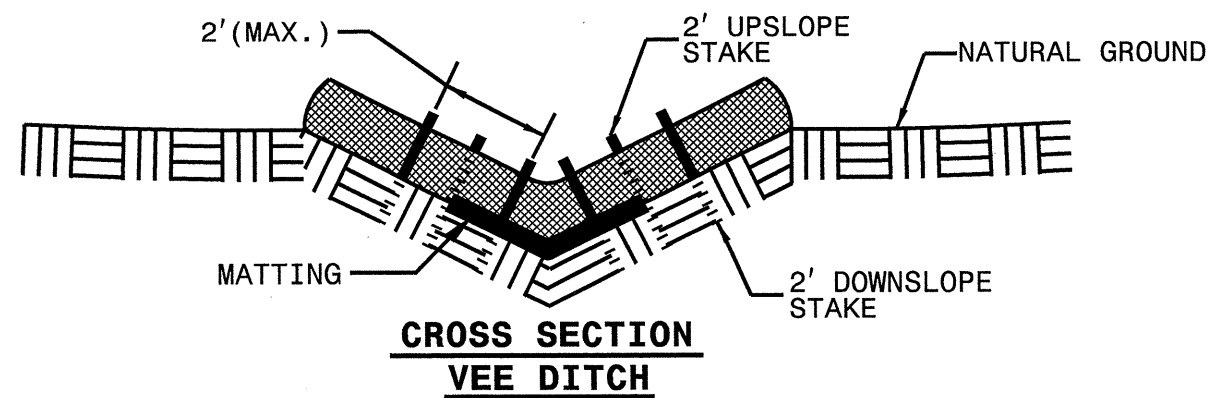 2'(MAX.)
2' UPSLOPE
STAKE
NATURAL GROUND
MATTING
2' DOWNSLOPE
STAKE
CROSS SECTION
VEE DITCH